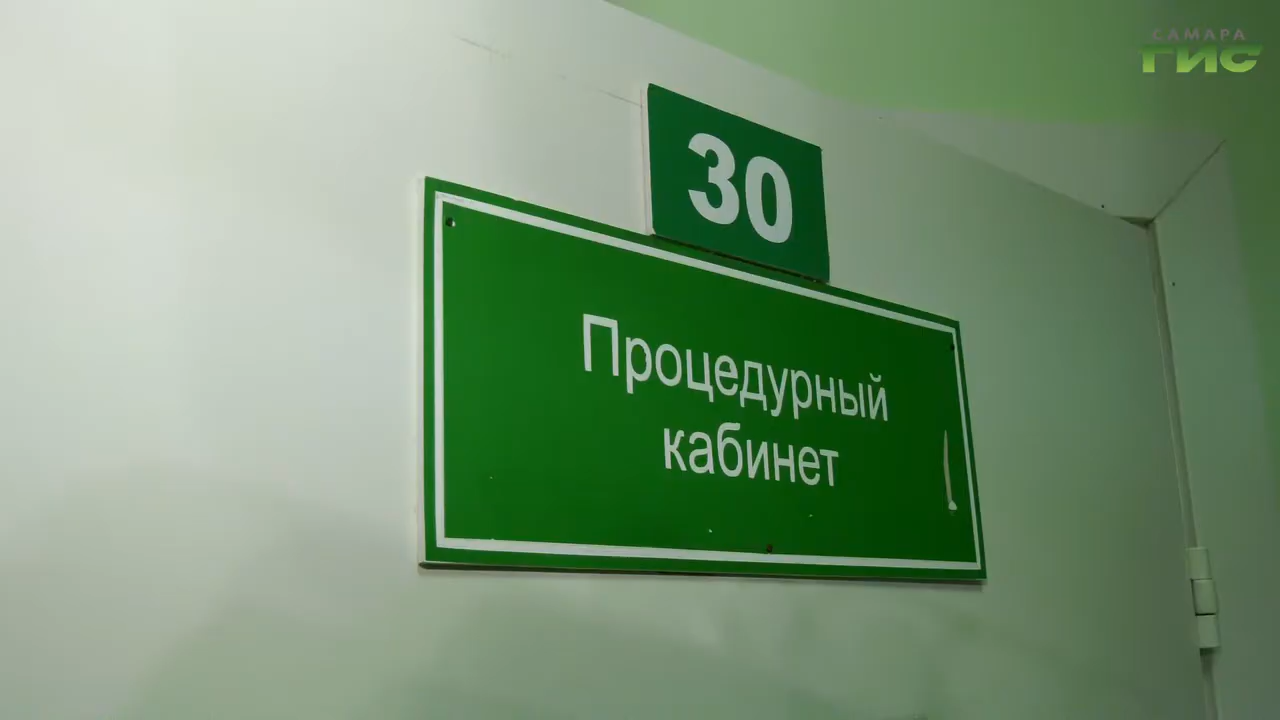 САМАРА
ГИС
30
Процедурный
кабинет